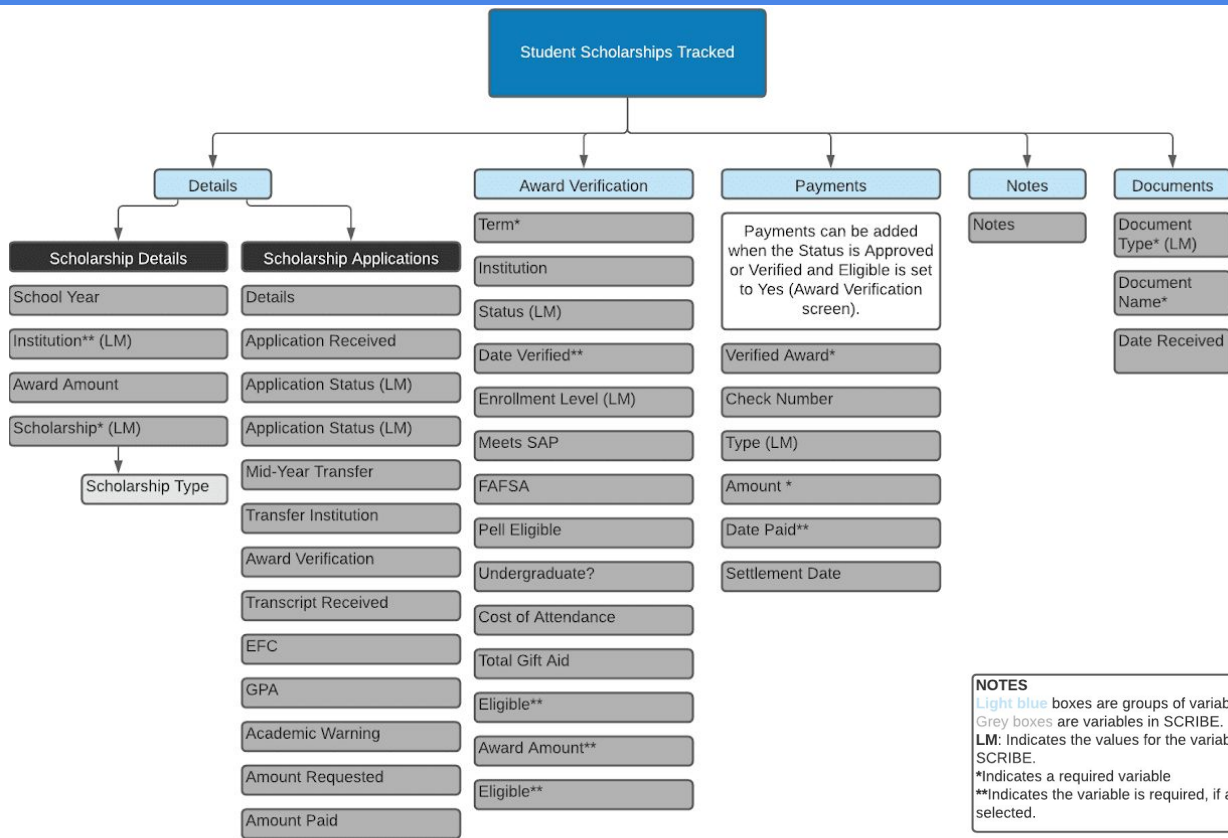 Student Scholarships Tracked
Details
Scholarship Details
School Year
Institution** (LM)
Award Amount
Scholarship* (LM)
Scholarship Type
Scholarship Applications
Details
Application Received
Application Status (LM)
Application Status (LM)
Mid-Year Transfer
Transfer Institution
Award Verification
Transcript Received
EFC
GPA
Academic Warning
Amount Requested
Amount Paid
Award Verification
Term*
Institution
Status (LM)
Date Verified**
Enrollment Level (LM)
Meets SAP
FAFSA
Pell Eligible
Undergraduate?
Cost of Attendance
Total Gift Aid
Eligible**
Award Amount**
Eligible**
Payments
Payments can be added
when the Status is Approved
or Verified and Eligible is set
to Yes (Award Verification
screen).
Verified Award*
Check Number
Type (LM)
Amount *
Date Paid**
Settlement Date
Notes
Notes
Documents
Document
Type* (LM)
Document
Name*
Date Received
NOTES
Light blue boxes are groups of
Grey boxes are variables in SCRIBE.
LM: Indicates the values for the
SCRIBE.
*Indicates a required variable
**Indicates the variable is required, if
selected.